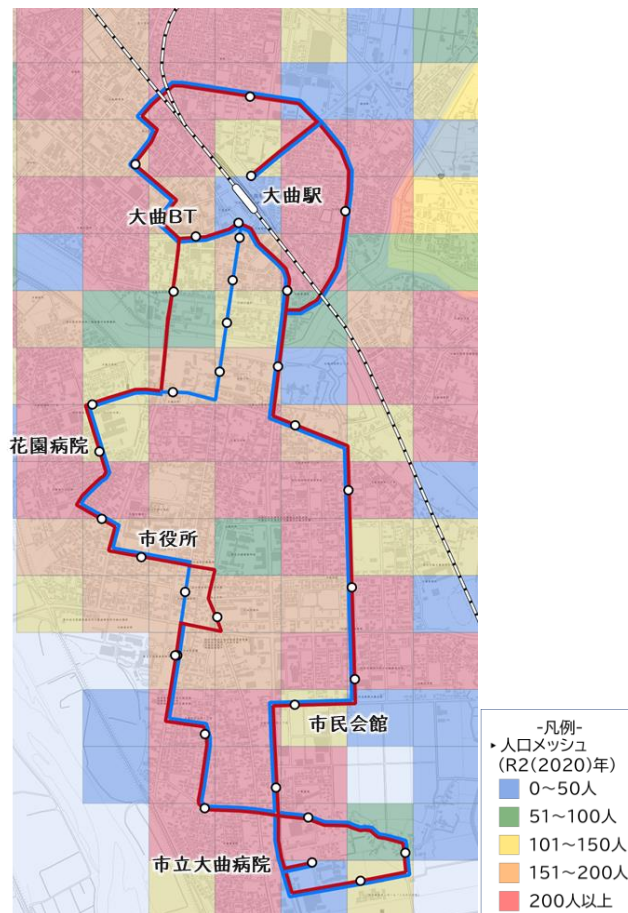 大曲駅
大曲BT
花園病院
市役所
市民会館
市立大曲病院
-凡例-
▸人口メッシュ
(R2(2020)年)
0～50人
51～100人
101～150人
151～200人
200人以上